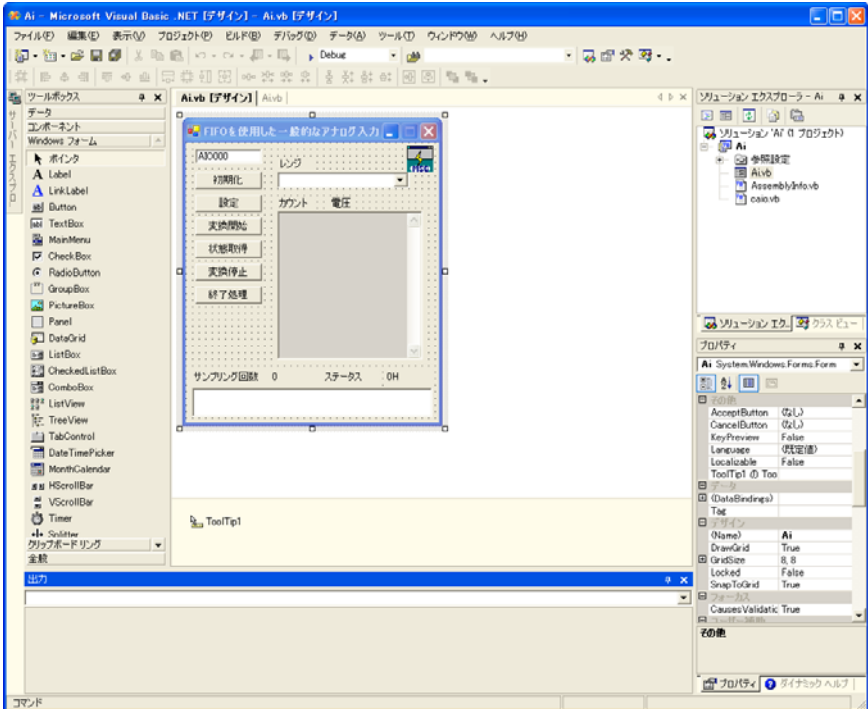 Ai - Microsoft Visual Basic .NET [デザイン] - Ai.vb [デザイン]
ファイル(F) 編集(E) 表示(V) プロジェクト(P) ビルド(B) デバッグ(D) データ(A) ツール(T) ウィンドウ(W) ヘルプ(H)
Debug
ツールボックス
データ
コンポーネント
Windows フォーム
ポインタ
Label
LinkLabel
Button
TextBox
MainMenu
CheckBox
RadioButton
GroupBox
PictureBox
Panel
DataGrid
ListBox
CheckedListBox
ComboBox
ListView
TreeView
TabControl
DateTimePicker
MonthCalendar
HScrollBar
VScrollBar
Timer
Splitter
クリップボード リング
全般
サーバー エクスプロ
Ai.vb [デザイン] Ai.vb
FIFOを使用した一般的なアナログ入力
AIO000
レンジ
初期化
設定
カウント 電圧
変換開始
状態取得
変換停止
終了処理
サンプリング回数 0 ステータス 0H
ToolTip1
ソリューション エクスプローラ - Ai
ソリューション 'Ai' (1 プロジェクト)
Ai
参照設定
Ai.vb
AssemblyInfo.vb
caio.vb
ソリューション エク... クラス ビュー
プロパティ
Ai System.Windows.Forms.Form
その他
AcceptButton (なし)
CancelButton (なし)
KeyPreview False
Language (既定値)
Localizable False
ToolTip1 の Too
データ
(DataBindings)
Tag
デザイン
(Name) Ai
DrawGrid True
GridSize 8, 8
Locked False
SnapToGrid True
フォーカス
CausesValidatic True
ユーザー補助
その他
プロパティ ダイナミック ヘルプ
出力
コマンド